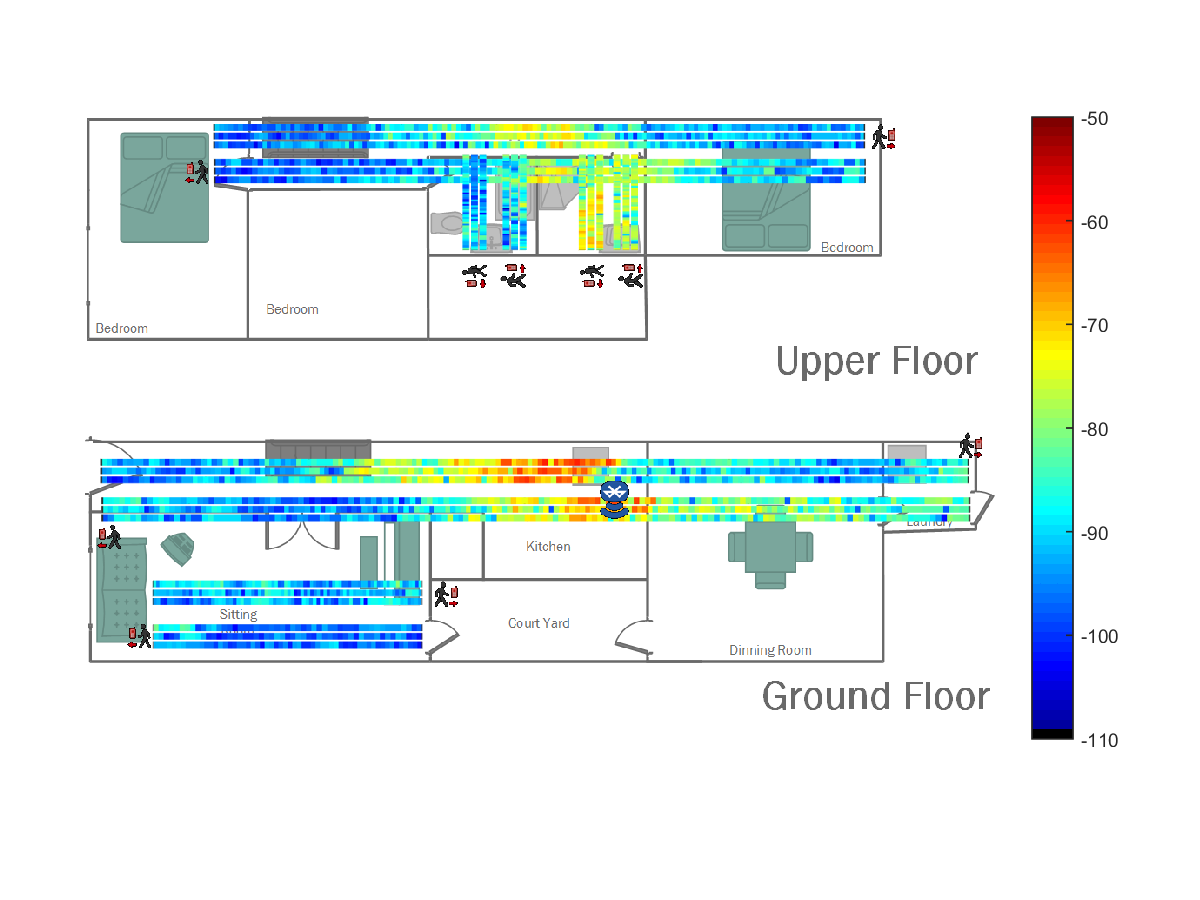 Bedroom
Bedroom
Bedroom
Upper Floor
Kitchen
Laundry
Sitting
Court Yard
Dinning Room
Ground Floor
-50
-60
-70
-80
-90
-100
-110